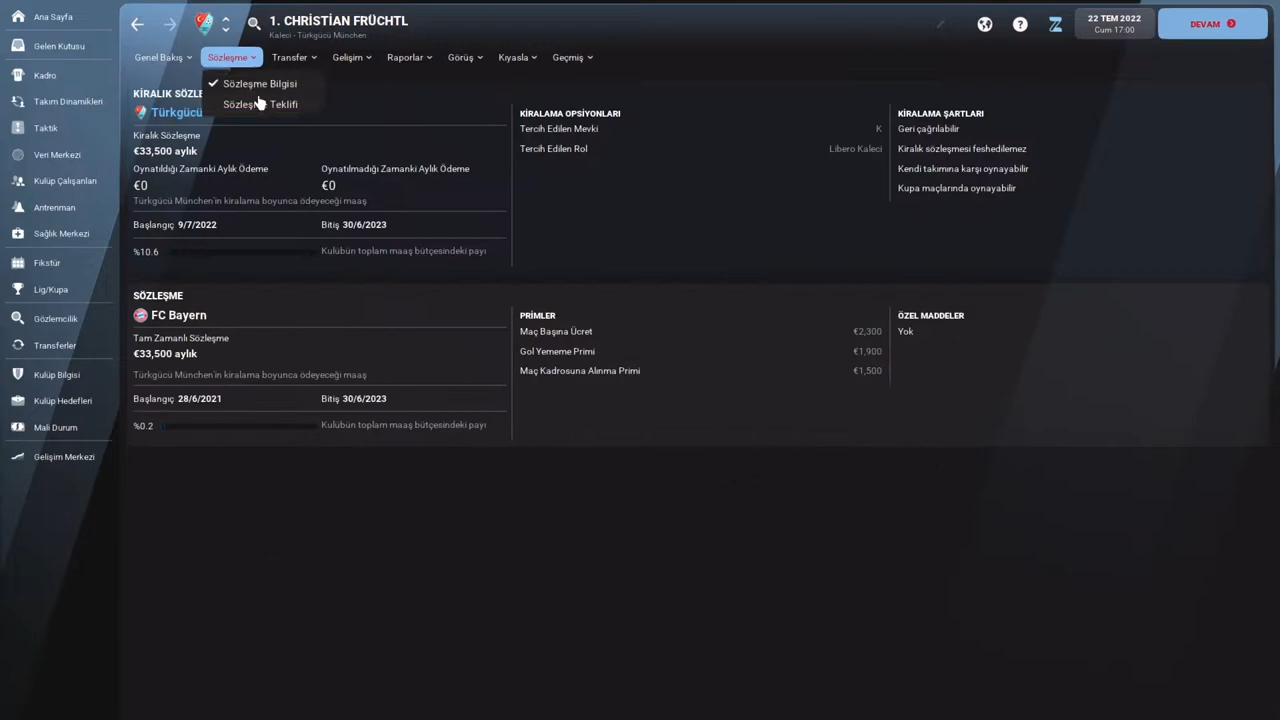 Ana Sayfa
Gelen Kutusu
Kadro
Takım Dinamikleri
Taktik
Veri Merkezi
Kulüp Çalışanları
Antrenman
Sağlık Merkezi
Fikstür
Lig/Kupa
Gözlemcilik
Transferler
Kulüp Bilgisi
Kulüp Hedefleri
Mali Durum
Gelişim Merkezi
1. CHRİSTİAN FRÜCHTL
Kaleci - Türkgücü München
22 TEM 2022
Cum 17:00
DEVAM
Genel Bakış Sözleşme Transfer Gelişim Raporlar Görüş Kıyasla Geçmiş
Sözleşme Bilgisi
Teklifi
KİRALIK
Türkgücü
Kiralık Sözleşme
€33,500 aylık
Oynatıldığı Zamanki Aylık Ödeme Oynatılmadığı Zamanki Aylık Ödeme
€0 €0
Türkgücü München'in kiralama boyunca ödeyeceği maaş
Başlangıç 9/7/2022 Bitiş 30/6/2023
%10.6 Kulübün toplam maaş bütçesindeki payı
KİRALAMA OPSİYONLARI
Tercih Edilen Mevki K
Tercih Edilen Rol Libero Kaleci
KİRALAMA ŞARTLARI
Geri çağrılabilir
Kiralık sözleşmesi feshedilemez
Kendi takımına karşı oynayabilir
Kupa maçlarında oynayabilir
SÖZLEŞME
FC Bayern
Tam Zamanlı Sözleşme
€33,500 aylık
Türkgücü München'in kiralama boyunca ödeyeceği maaş
Başlangıç 28/6/2021 Bitiş 30/6/2023
%0.2 Kulübün toplam maaş bütçesindeki payı
PRİMLER
Maç Başına Ücret €2,300
Gol Yememe Primi €1,900
Maç Kadrosuna Alınma Primi €1,500
ÖZEL MADDELER
Yok